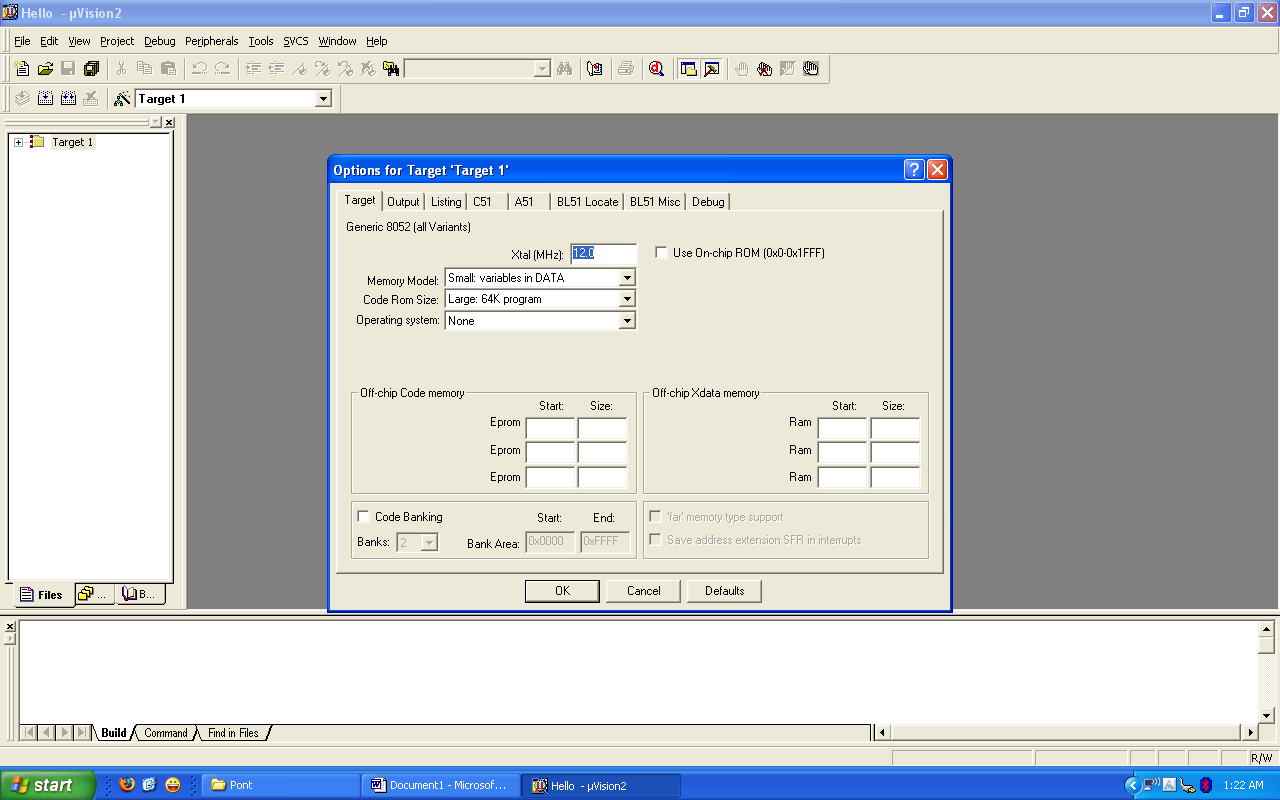 Hello - µVision2
File Edit View Project Debug Peripherals Tools SVCS Window Help
Target 1
Target 1
Options for Target 'Target 1'
Target Output Listing C51 A51 BL51 Locate BL51 Misc Debug
Generic 8052 (all Variants)
Xtal (MHz): 12.0 Use On-chip ROM (0x0-0x1FFF)
Memory Model: Small: variables in DATA
Code Rom Size: Large: 64K program
Operating system: None
Off-chip Code memory
Start: Size:
Eprom
Eprom
Eprom
Off-chip Xdata memory
Start: Size:
Ram
Ram
Ram
Code Banking Start: End:
Banks: 2 Bank Area: 0x0000 0xFFFF
'far' memory type support
Save address extension SFR in interrupts
OK Cancel Defaults
Files ... B...
Build Command Find in Files
R/W
start Pont Document1 - Microsof... Hello - µVision2 1:22 AM